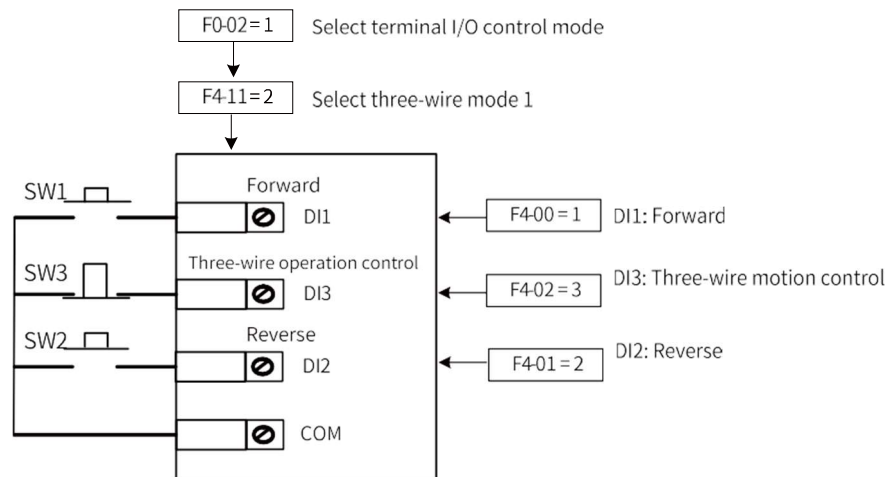 F0-02 = 1 Select terminal I/O control mode
F4-11 = 2 Select three-wire mode 1
Forward
SW1
DI1
F4-00 = 1 DI1: Forward
Three-wire operation control
SW3
DI3
F4-02 = 3 DI3: Three-wire motion control
Reverse
SW2
DI2
F4-01 = 2 DI2: Reverse
COM